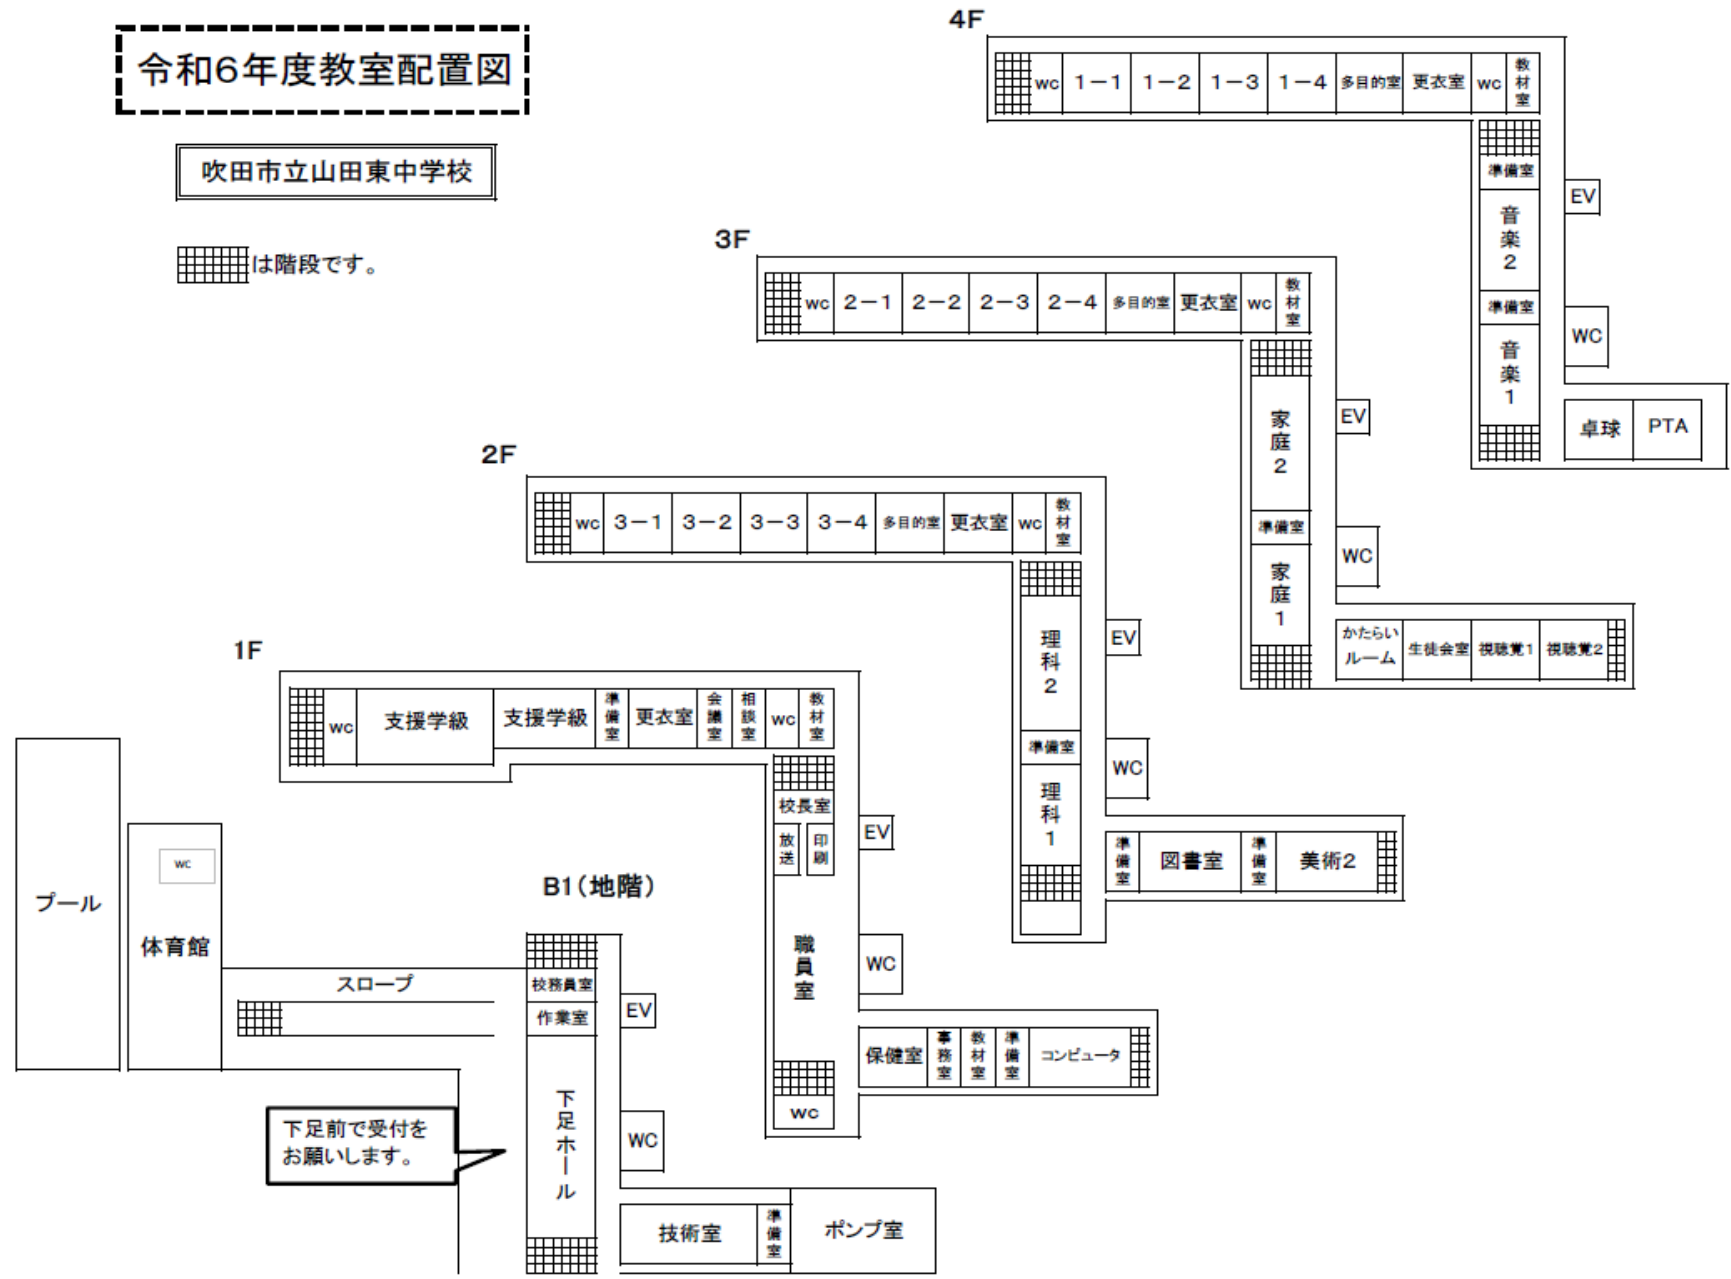 令和６年度教室配置図
吹田市立山田東中学校
は階段です。
4F
WC
１－１
１－２
１－３
１－４
多目的室
更衣室
WC
教材室
準備室
音楽２
準備室
音楽１
EV
WC
卓球
PTA
3F
WC
２－１
２－２
２－３
２－４
多目的室
更衣室
WC
教材室
家庭２
準備室
家庭１
EV
WC
かたらい
ルーム
生徒会室
視聴覚１
視聴覚２
2F
WC
３－１
３－２
３－３
３－４
多目的室
更衣室
WC
教材室
理科２
準備室
理科１
EV
WC
準備室
図書室
準備室
美術２
1F
WC
支援学級
支援学級
準備室
更衣室
会議室
相談室
WC
教材室
校長室
放送
印刷
職員室
WC
EV
WC
保健室
事務室
教材室
準備室
コンピュータ
プール
WC
体育館
スロープ
B1（地階）
校務員室
作業室
下足ホール
EV
WC
技術室
準備室
ポンプ室
下足前で受付を
お願いします。